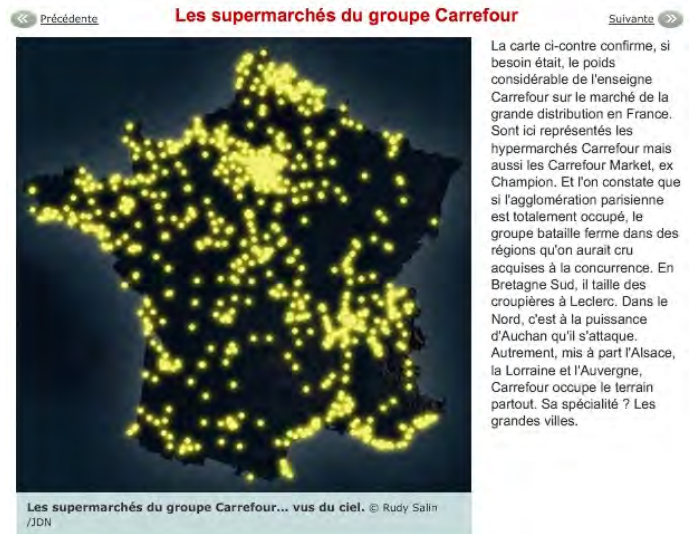 Précédente
Les supermarchés du groupe Carrefour
Suivante
La carte ci-contre confirme, si
besoin était, le poids
considérable de l'enseigne
Carrefour sur le marché de la
grande distribution en France.
Sont ici représentés les
hypermarchés Carrefour mais
aussi les Carrefour Market, ex
Champion. Et l'on constate que
si l'agglomération parisienne
est totalement occupé, le
groupe bataille ferme dans des
régions qu'on aurait cru
acquises à la concurrence. En
Bretagne Sud, il taille des
croupières à Leclerc. Dans le
Nord, c'est à la puissance
d'Auchan qu'il s'attaque.
Autrement, mis à part l'Alsace,
la Lorraine et l'Auvergne,
Carrefour occupe le terrain
partout. Sa spécialité ? Les
grandes villes.
Les supermarchés du groupe Carrefour... vus du ciel. © Rudy Salin
/JDN